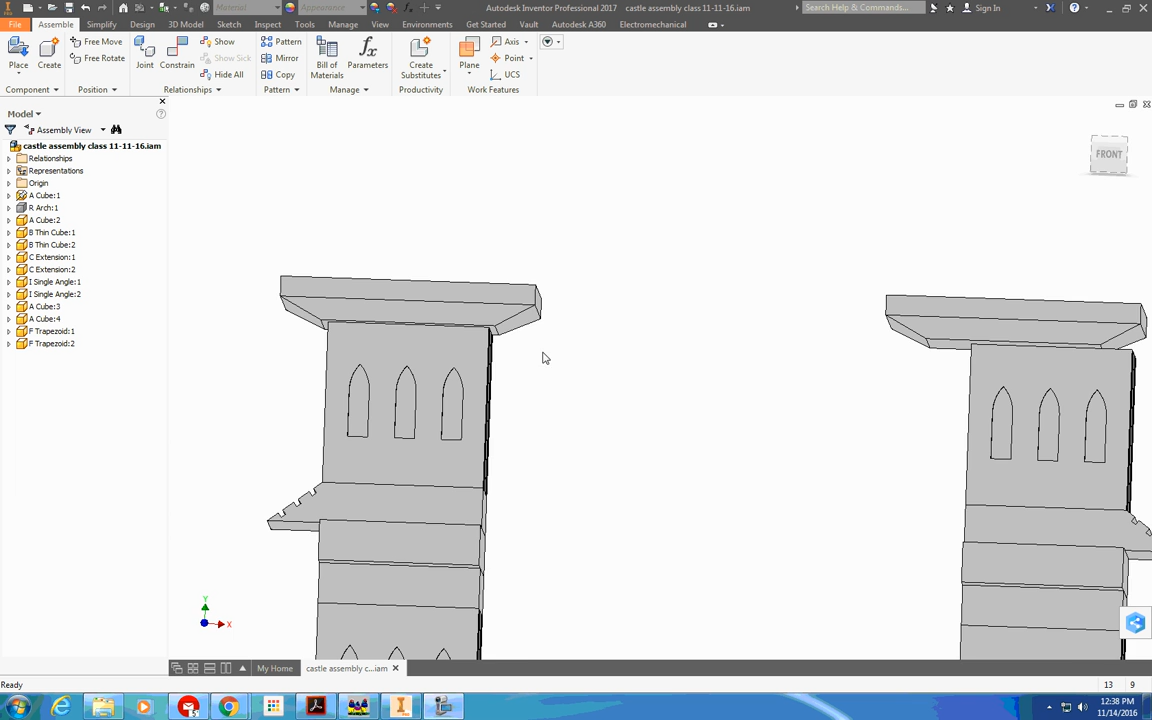 Material
Appearance
Autodesk Inventor Professional 2017 castle assembly class 11-11-16.iam
Search Help & Commands...
Sign In
File Assemble Simplify Design 3D Model Sketch Inspect Tools Manage View Environments Get Started Vault Autodesk A360 Electromechanical
Place
Create
Free Move
Free Rotate
Joint
Constrain
Show
Show Sick
Hide All
Pattern
Mirror
Copy
Bill of
Materials
Parameters
Create
Substitutes
Plane
Axis
Point
UCS
Component Position Relationships Pattern Manage Productivity Work Features
Model
Assembly View
castle assembly class 11-11-16.iam
Relationships
Representations
Origin
A Cube:1
R Arch:1
A Cube:2
B Thin Cube:1
B Thin Cube:2
C Extension:1
C Extension:2
I Single Angle:1
I Single Angle:2
A Cube:3
A Cube:4
F Trapezoid:1
F Trapezoid:2
FRONT
Y
X
My Home
castle assembly c...iam
Ready
13 9
12:38 PM
11/14/2016